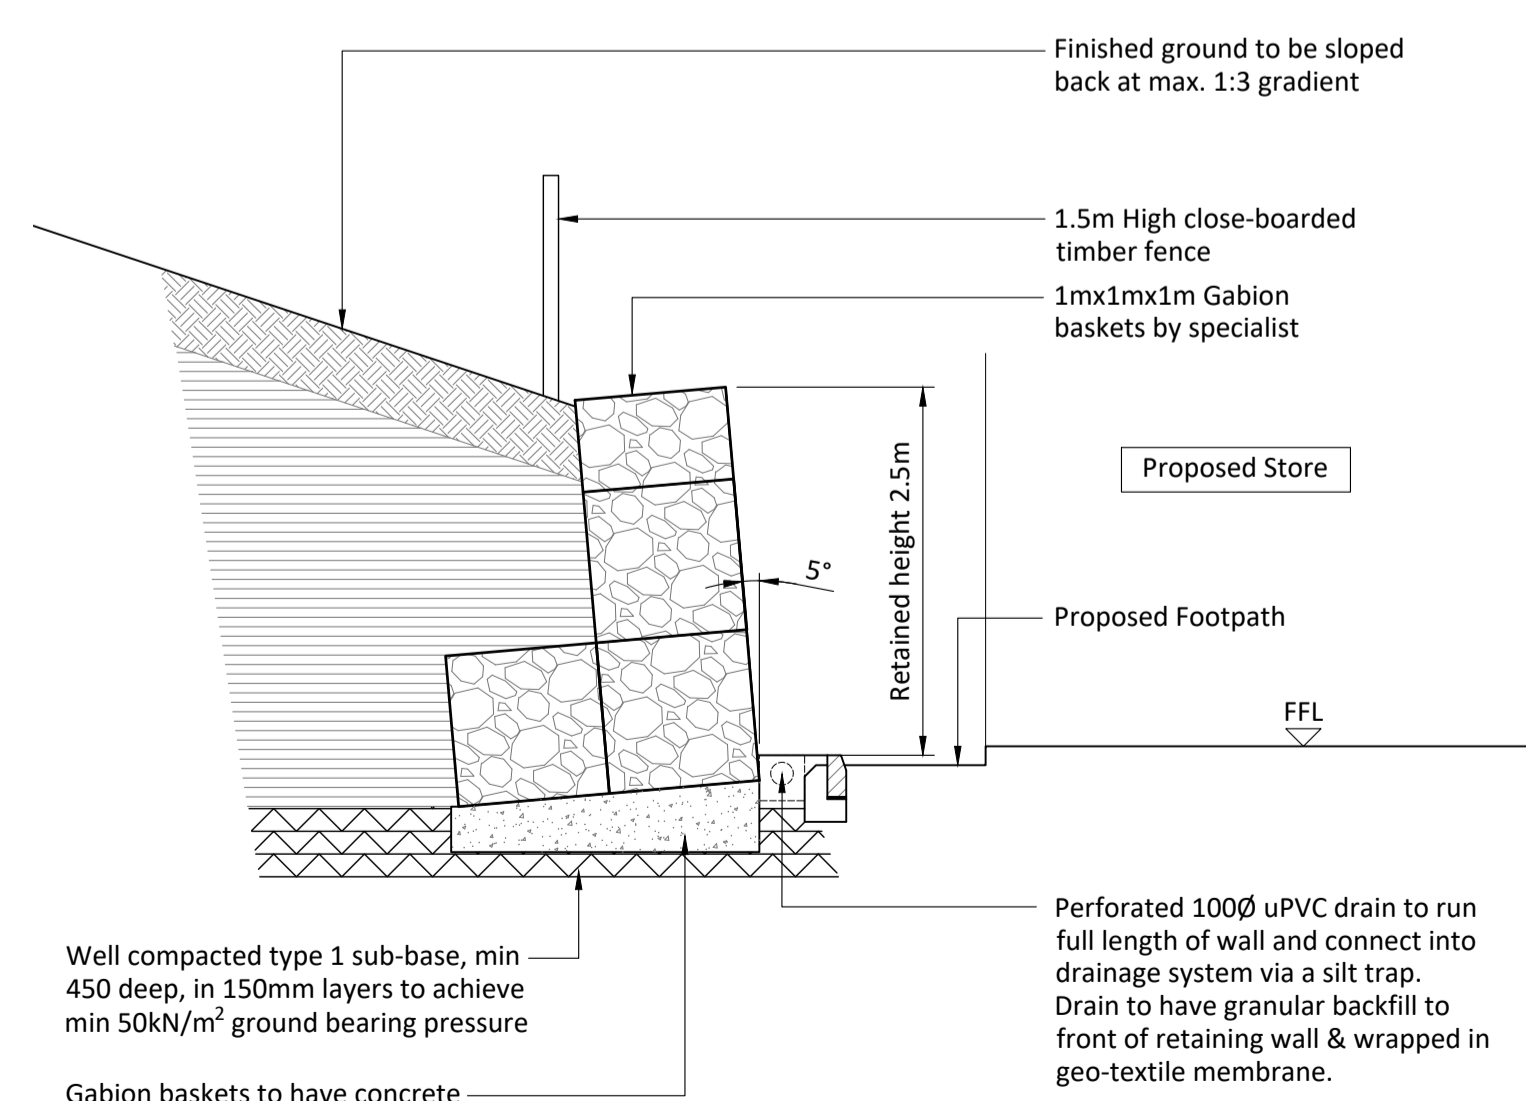 Finished ground to be sloped
back at max. 1:3 gradient
1.5m High close-boarded
timber fence
1mx1mx1m Gabion
baskets by specialist
Retained height 2.5m
Proposed Store
5°
Proposed Footpath
FFL
Well compacted type 1 sub-base, min
450 deep, in 150mm layers to achieve
min 50kN/m² ground bearing pressure
Perforated 100Ø uPVC drain to run
full length of wall and connect into
drainage system via a silt trap.
Drain to have granular backfill to
front of retaining wall & wrapped in
geo-textile membrane.
Gabion baskets to have concrete